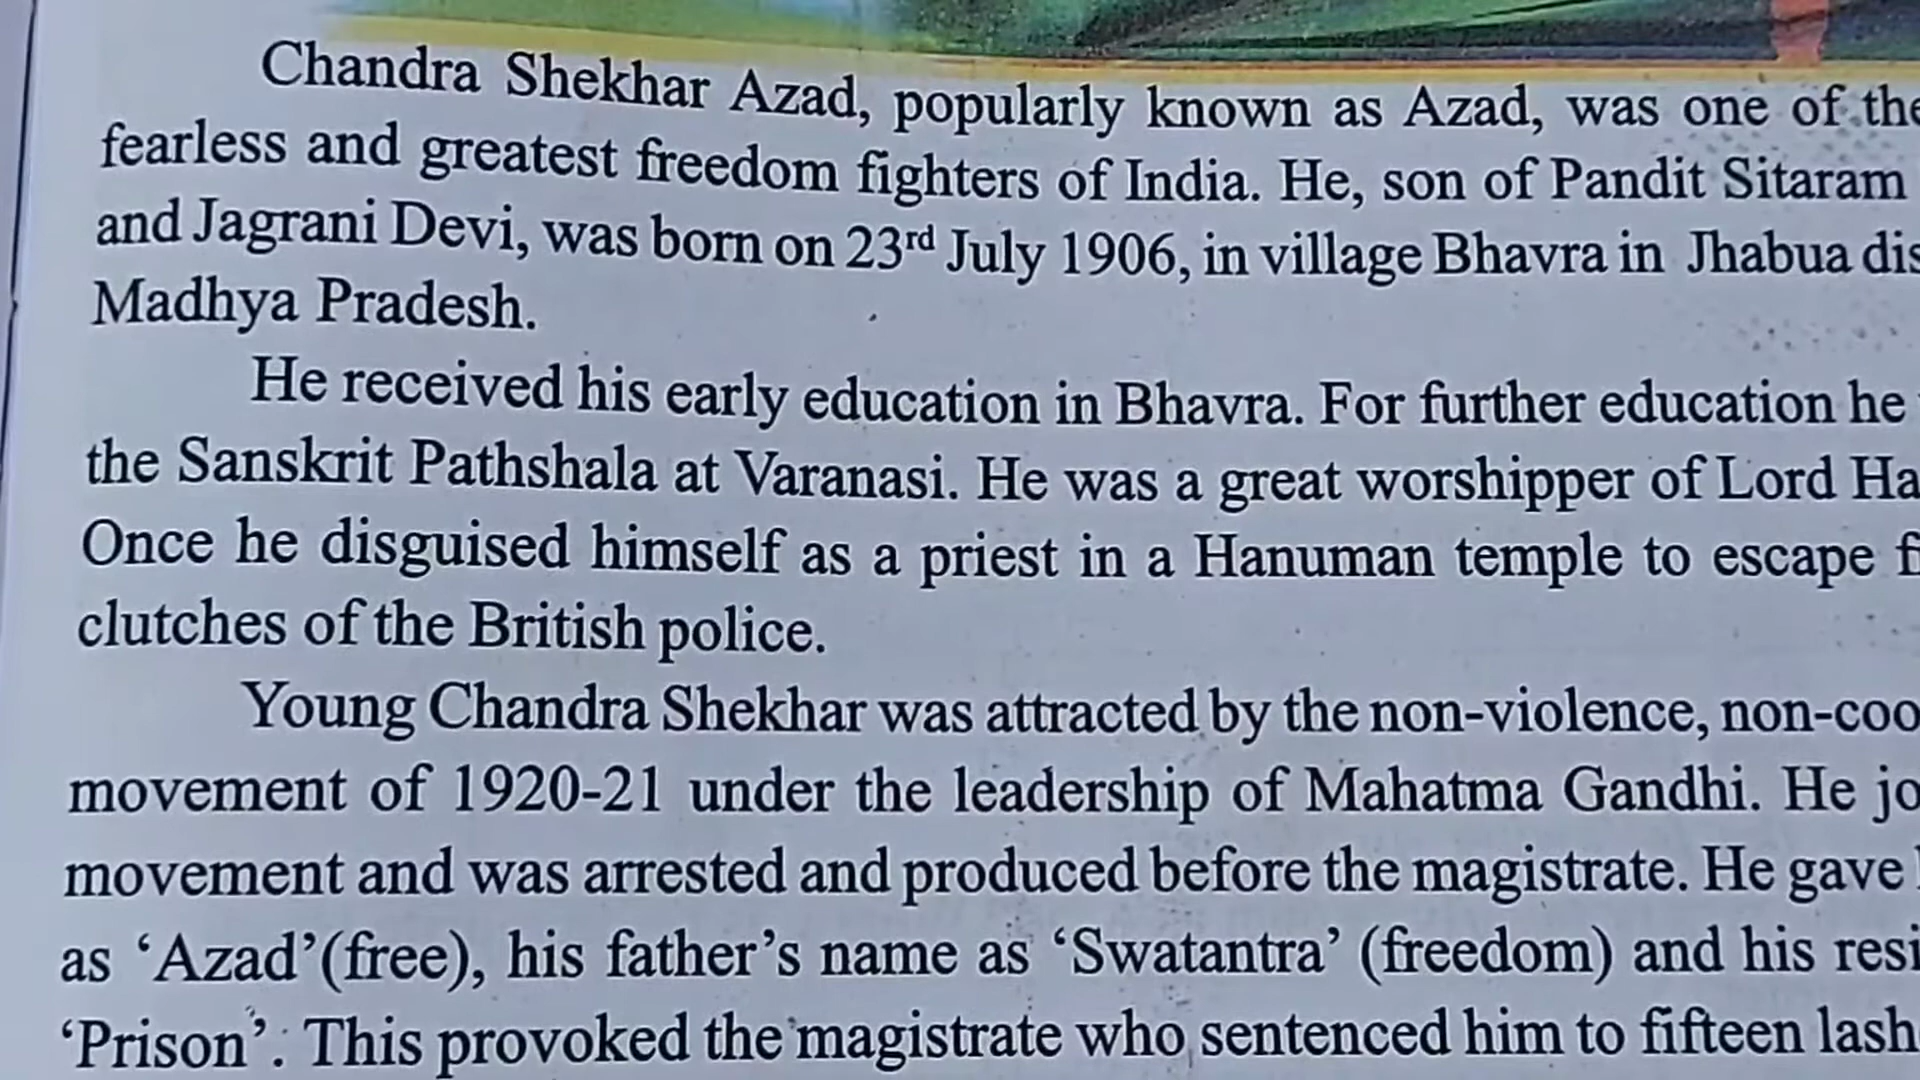 Chandra Shekhar Azad, popularly known as Azad, was one of the
fearless and greatest freedom fighters of India. He, son of Pandit Sitaram
and Jagrani Devi, was born on 23rd July 1906, in village Bhavra in Jhabua
Madhya Pradesh.
He received his early education in Bhavra. For further education he
the Sanskrit Pathshala at Varanasi. He was a great worshipper of Lord
Once he disguised himself as a priest in a Hanuman temple to escape
clutches of the British police.
Young Chandra Shekhar was attracted by the non-violence,
movement of 1920-21 under the leadership of Mahatma Gandhi. He
movement and was arrested and produced before the magistrate. He gave
as ‘Azad’(free), his father’s name as ‘Swatantra’ (freedom) and his
‘Prison’. This provoked the magistrate who sentenced him to fifteen